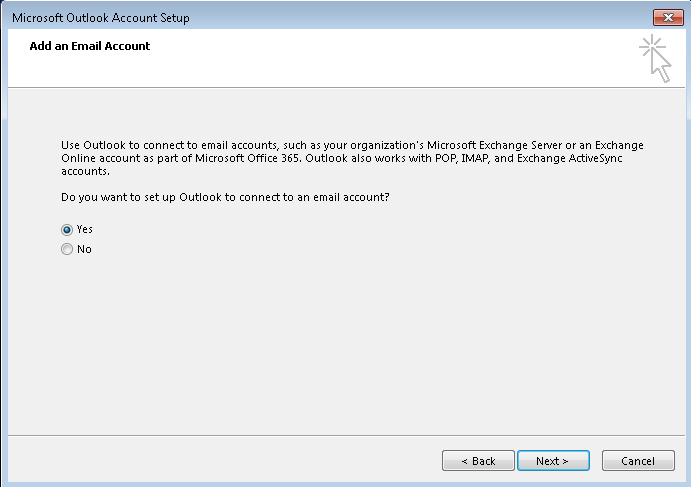 Microsoft Outlook Account Setup
Add an Email Account
Use Outlook to connect to email accounts, such as your organization's Microsoft Exchange Server or an Exchange
Online account as part of Microsoft Office 365. Outlook also works with POP, IMAP, and Exchange ActiveSync
accounts.
Do you want to set up Outlook to connect to an email account?
Yes
No
< Back Next > Cancel